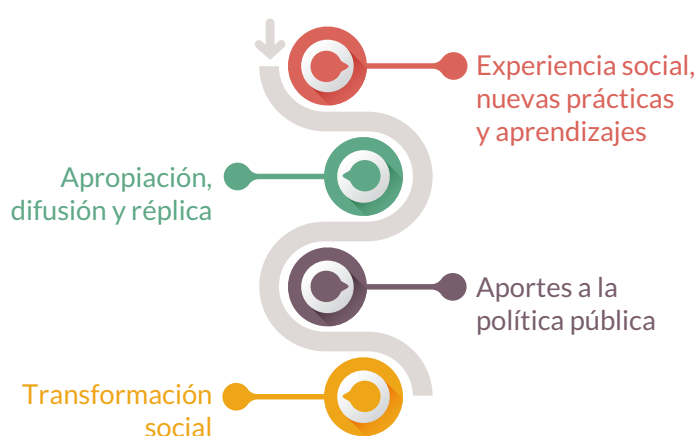 Experiencia social,
nuevas prácticas
y aprendizajes
Apropiación,
difusión y réplica
Aportes a la
política pública
Transformación
social